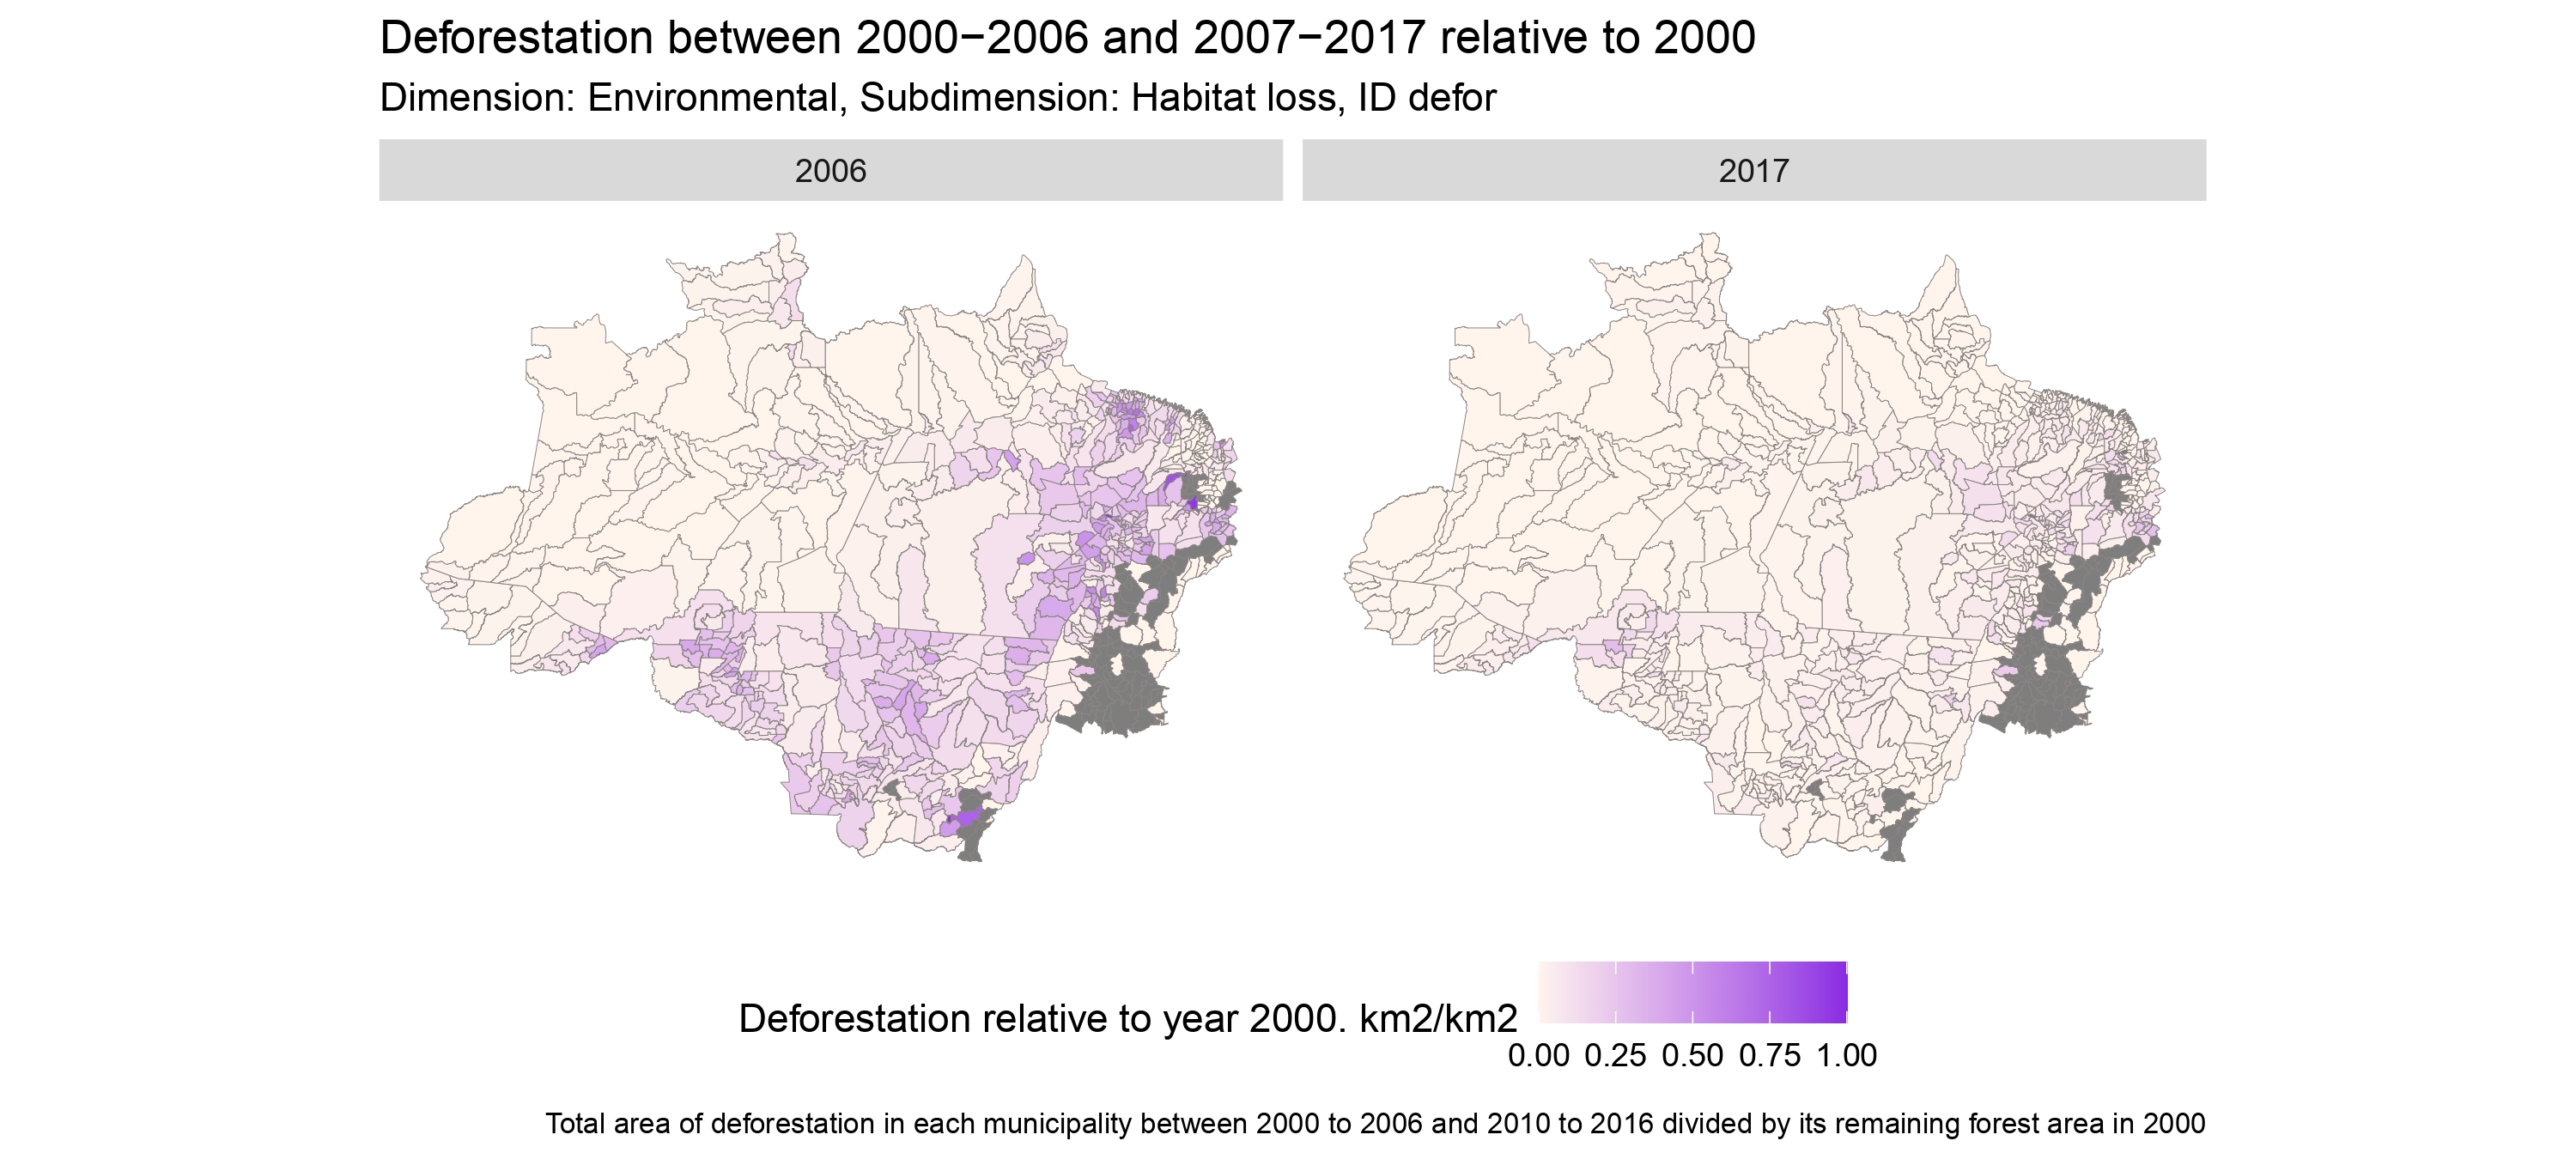 Deforestation between 2000−2006 and 2007−2017 relative to 2000
Dimension: Environmental, Subdimension: Habitat loss, ID defor
2006 2017
Deforestation relative to year 2000. km2/km2
0.00 0.25 0.50 0.75 1.00
Total area of deforestation in each municipality between 2000 to 2006 and 2010 to 2016 divided by its remaining forest area in 2000